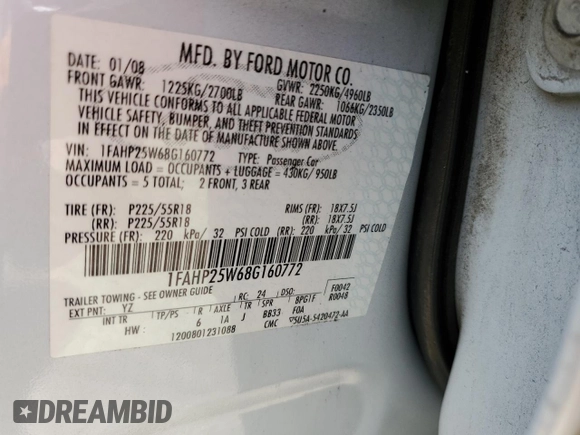 MFD. BY FORD MOTOR CO.
DATE: 01/08
GVWR: 2250KG/4960LB
FRONT GAWR: 1225KG/2700LB
REAR GAWR: 1066KG/2350LB
THIS VEHICLE CONFORMS TO ALL APPLICABLE FEDERAL MOTOR
VEHICLE SAFETY, BUMPER, AND THEFT PREVENTION STANDARDS
IN EFFECT ON THE DATE OF MANUFACTURE SHOWN ABOVE.
VIN: 1FAHP25W68G160772 TYPE: Passenger Car
MAXIMUM LOAD = OCCUPANTS + LUGGAGE = 430KG/ 950LB
OCCUPANTS = 5 TOTAL: 2 FRONT, 3 REAR
TIRE (FR): P225/55R18 RIMS (FR): 18X7.5J
(RR): P225/55R18 (RR): 18X7.5J
PRESSURE (FR): 220 kPa/ 32 PSI COLD (RR): 220 kPa/ 32 PSI COLD
1FAHP25W68G160772
TRAILER TOWING - SEE OWNER GUIDE
RC: 24 DSO: F0042
EXT PNT: YZ R0048
INT TR TP/PS R AXLE TR SPR BPGTF
6 1A J BB33 FOA
HW: 1200801231088 CMC 5U5A-5420472-AA
DREAMBID